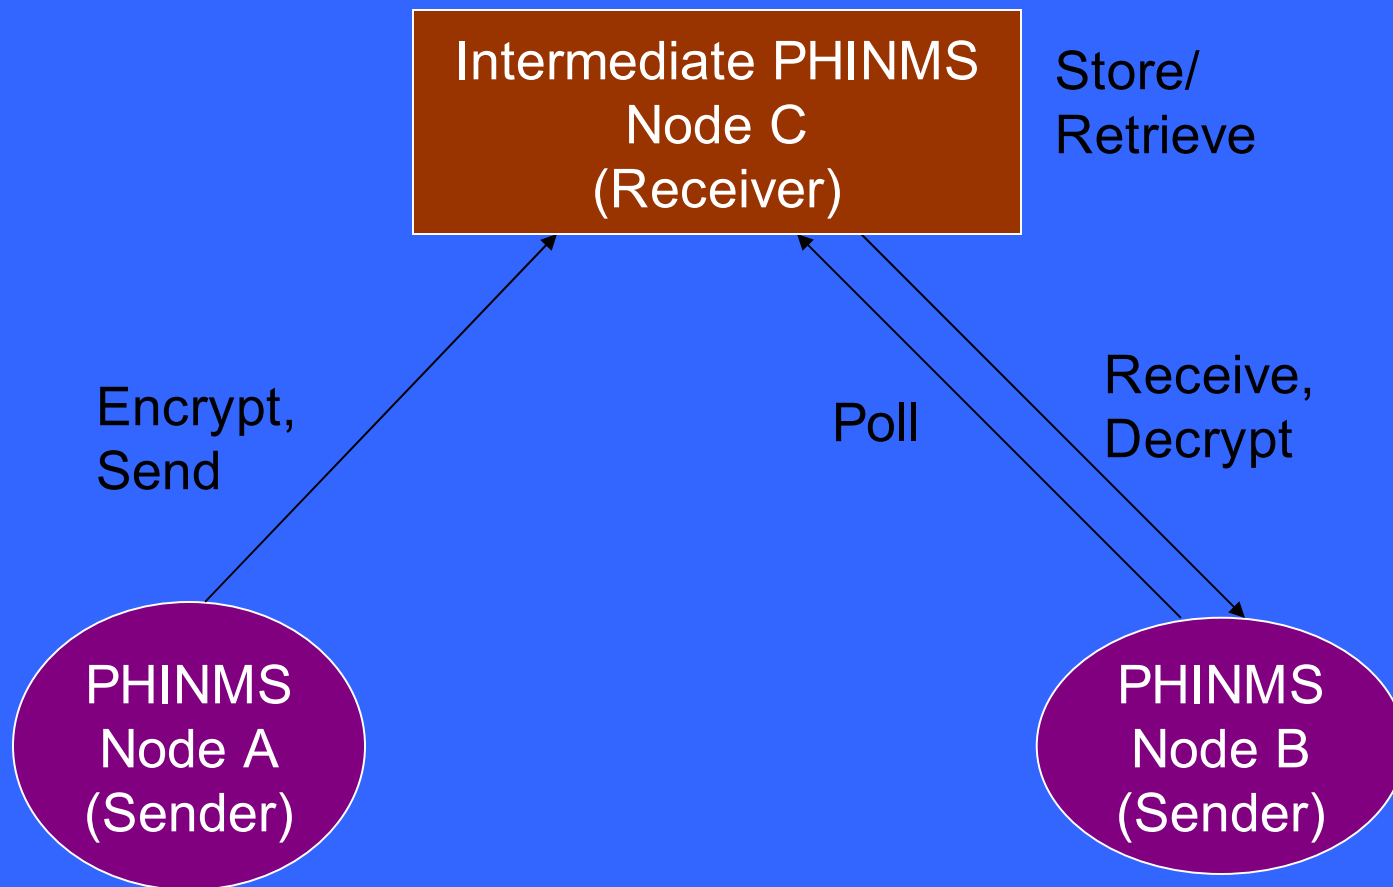 Intermediate PHINMS
Node C
(Receiver)
Store/
Retrieve
Encrypt,
Send
Poll
Receive,
Decrypt
PHINMS
Node A
(Sender)
PHINMS
Node B
(Sender)